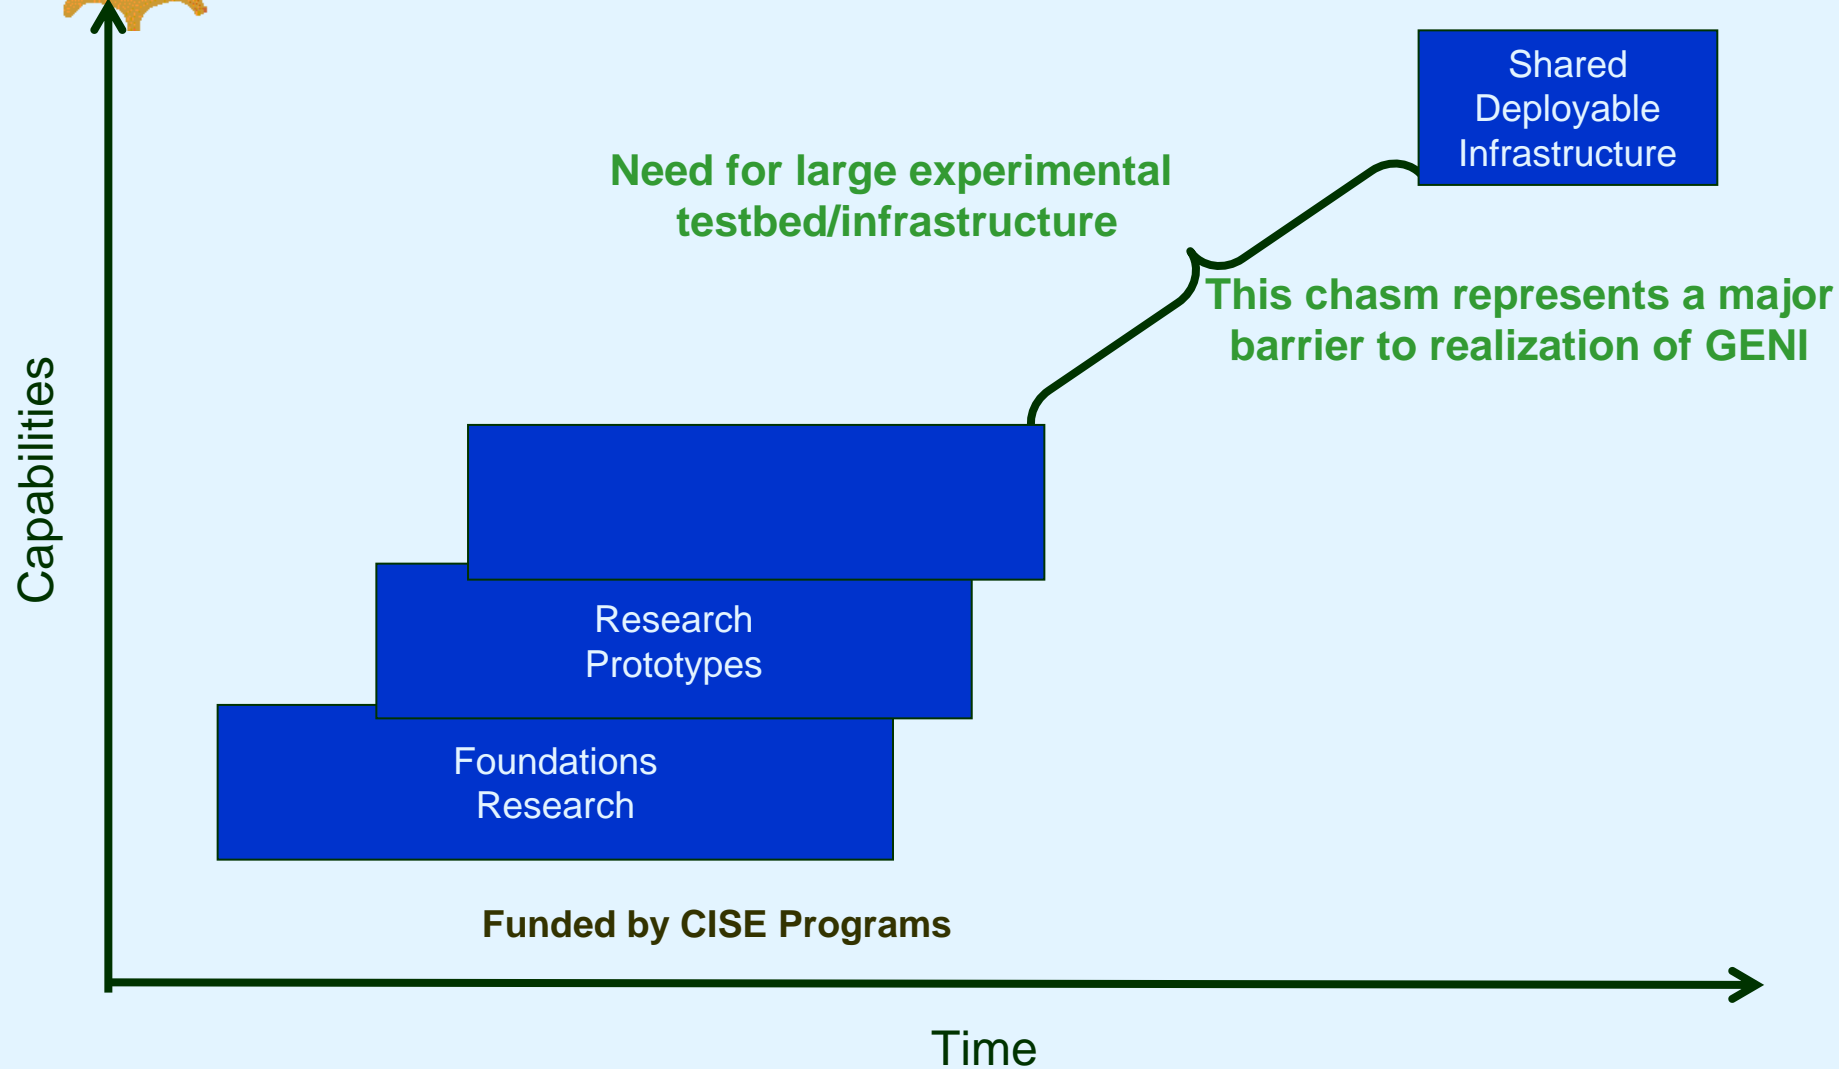 Shared
Deployable
Infrastructure
Need for large experimental
testbed/infrastructure
This chasm represents a major
barrier to realization of GENI
Capabilities
Research
Prototypes
Foundations
Research
Funded by CISE Programs
Time